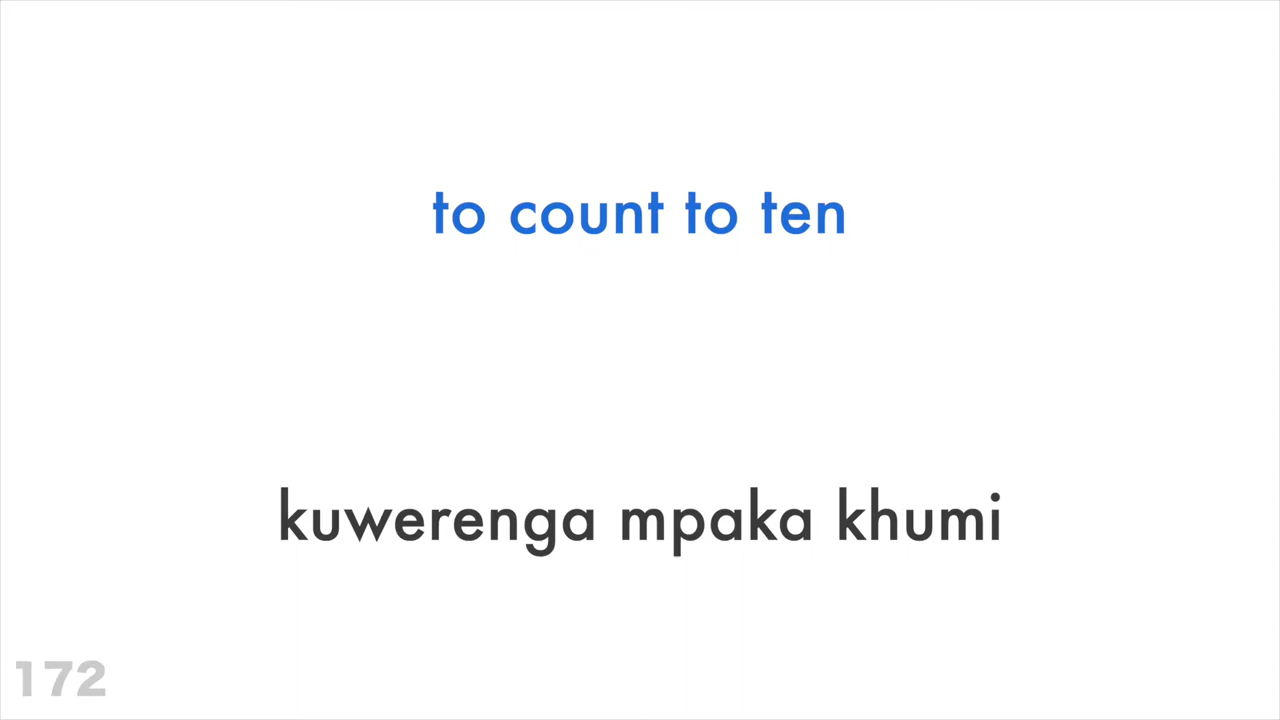 to count to ten
kuwerenga mpaka khumi
172